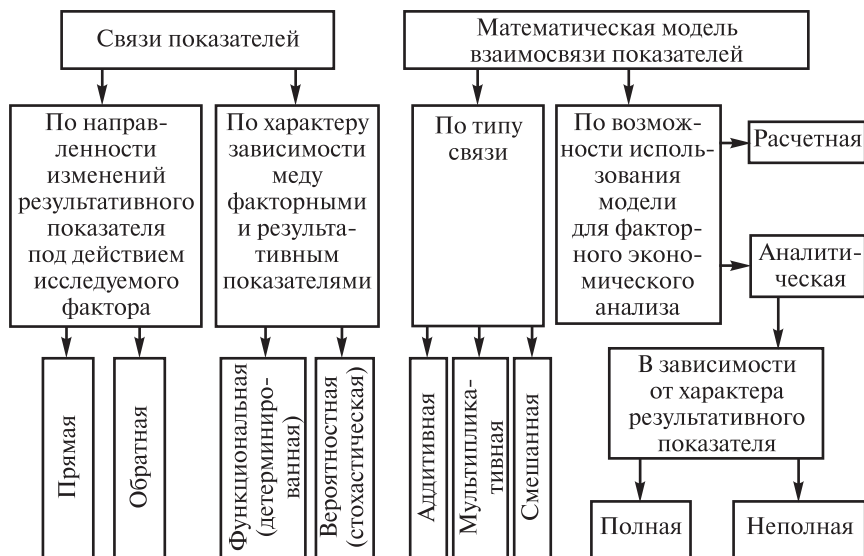 Связи показателей
Математическая модель
взаимосвязи показателей
По направ-
ленности
изменений
результативного
показателя
под действием
исследуемого
фактора
По характеру
зависимости
меду
факторными
и результа-
тивным
показателями
По типу
связи
По возмож-
ности исполь-
зования
модели
для фактор-
ного эконо-
мического
анализа
Расчетная
Аналити-
ческая
Прямая
Обратная
Функциональная
(детерминиро-
ванная)
Вероятностная
(стохастическая)
Аддитивная
Мультиплика-
тивная
Смешанная
В зависимости
от характера
результативного
показателя
Полная
Неполная